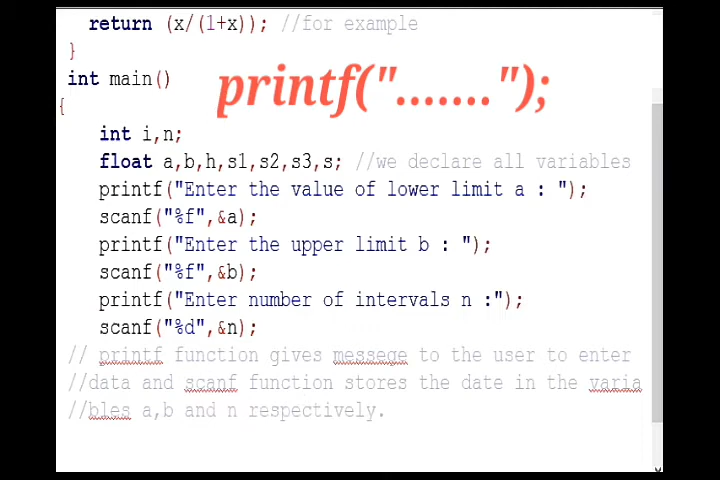 return (x/(1+x)); //for example
}
int main()
printf(".......");
{
int i,n;
float a,b,h,s1,s2,s3,s; //we declare all variables
printf("Enter the value of lower limit a : ");
scanf("%f",&a);
printf("Enter the upper limit b : ");
scanf("%f",&b);
printf("Enter number of intervals n :");
scanf("%d",&n);
// printf function gives messege to the user to enter
//data and scanf function stores the date in the varia
//bles a,b and n respectively.